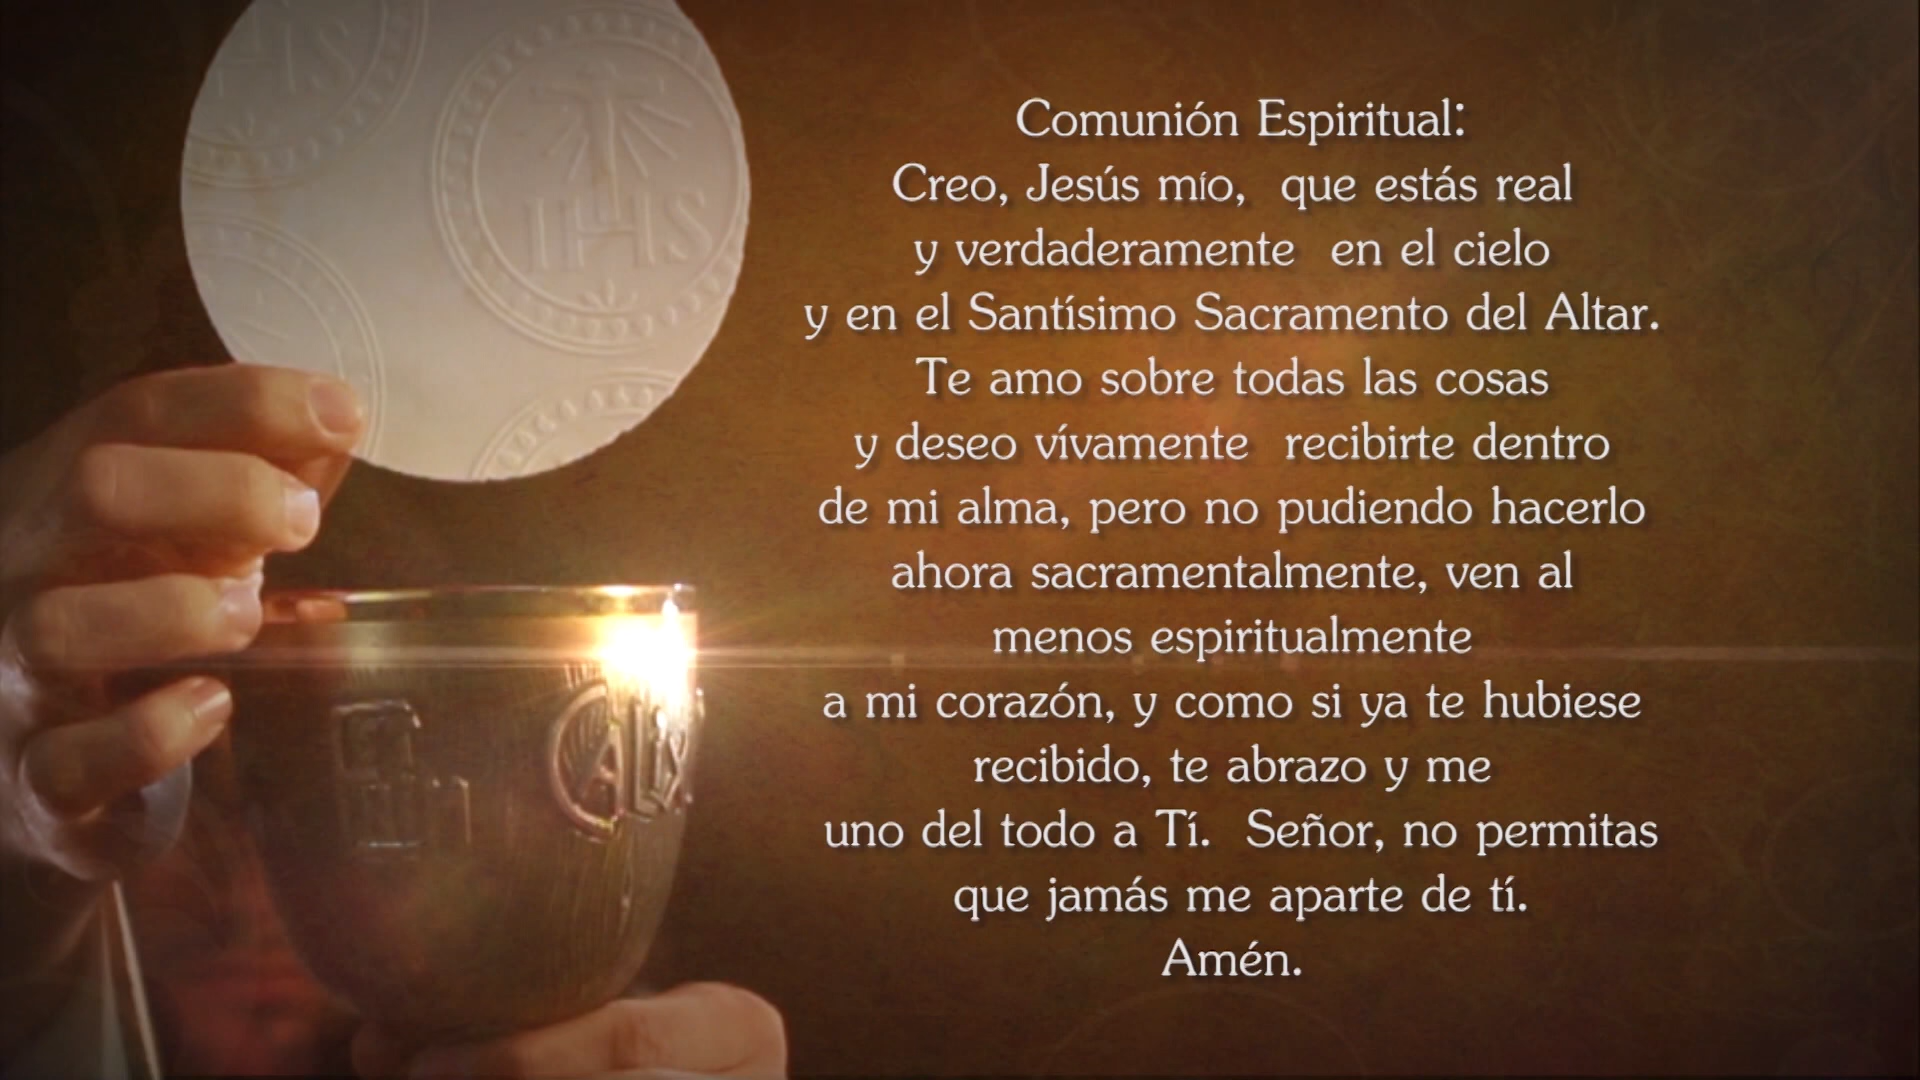 IHS
Comunión Espiritual:
Creo, Jesús mío, que estás real
y verdaderamente en el cielo
y en el Santísimo Sacramento del Altar.
Te amo sobre todas las cosas
y deseo vívamente recibirte dentro
de mi alma, pero no pudiendo hacerlo
ahora sacramentalmente, ven al
menos espiritualmente
a mi corazón, y como si ya te hubiese
recibido, te abrazo y me
uno del todo a Tí. Señor, no permitas
que jamás me aparte de tí.
Amén.
CALIX